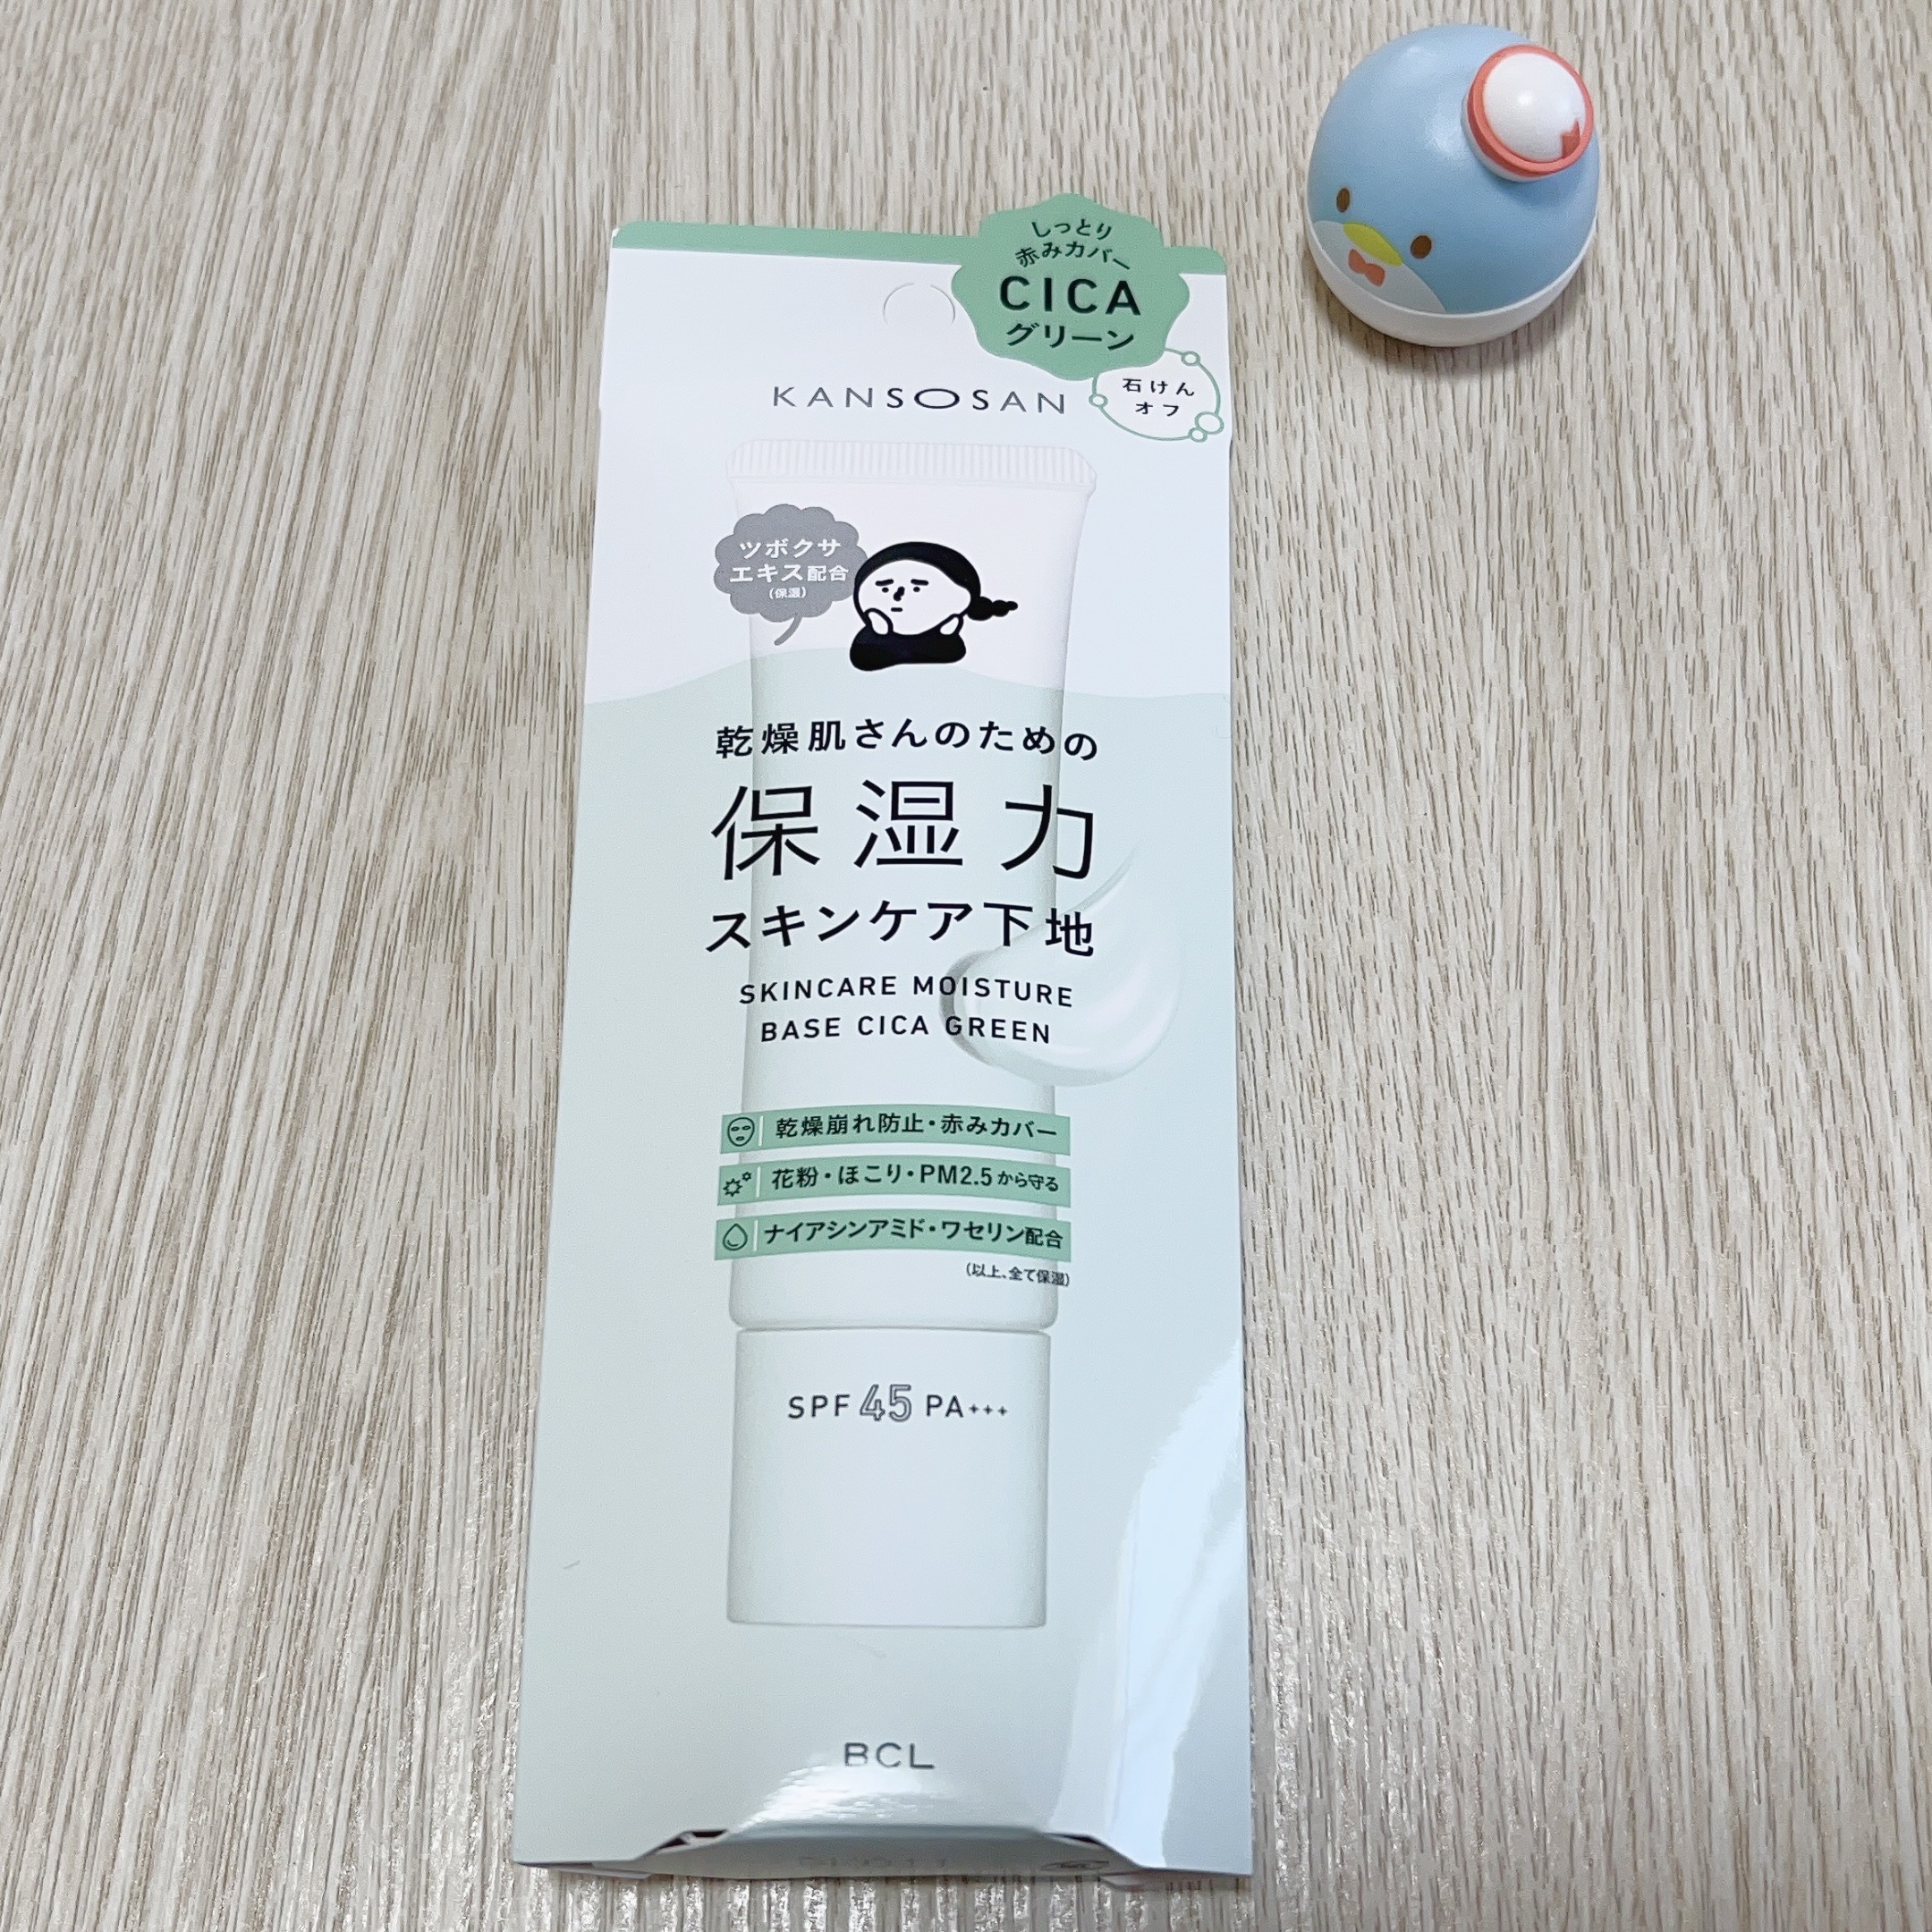 しっとり
赤みカバー
CICA
グリーン
石けん
オフ
KANSOSAN
ツボクサ
エキス配合
(保湿)
乾燥肌さんのための
保湿力
スキンケア下地
SKINCARE MOISTURE
BASE CICA GREEN
乾燥崩れ防止・赤みカバー
花粉・ほこり・PM2.5から守る
ナイアシンアミド・ワセリン配合
(以上、全て保湿)
SPF 45 PA+++
BCL